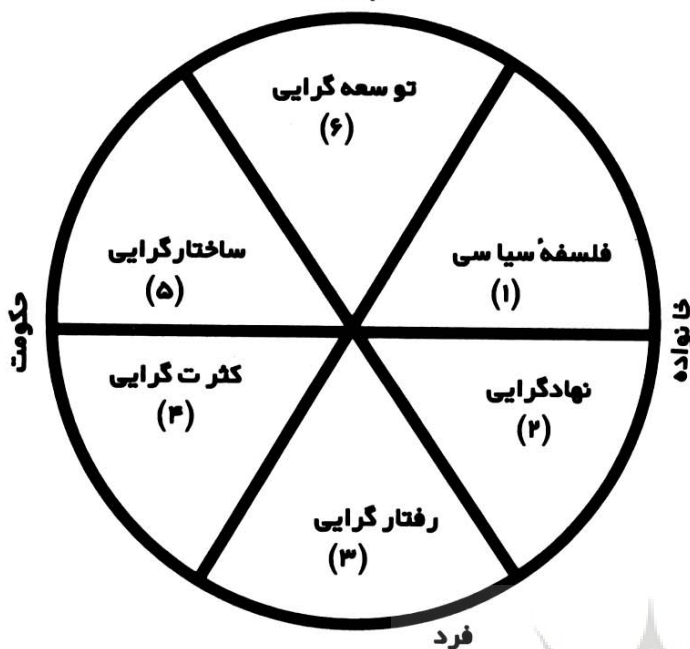 توسعه گرایی
(۶)
فلسفهٔ سیاسی
(۱)
ساختارگرایی
(۵)
خانواده
حکومت
نهادگرایی
(۲)
کثرت گرایی
(۴)
رفتار گرایی
(۳)
فرد